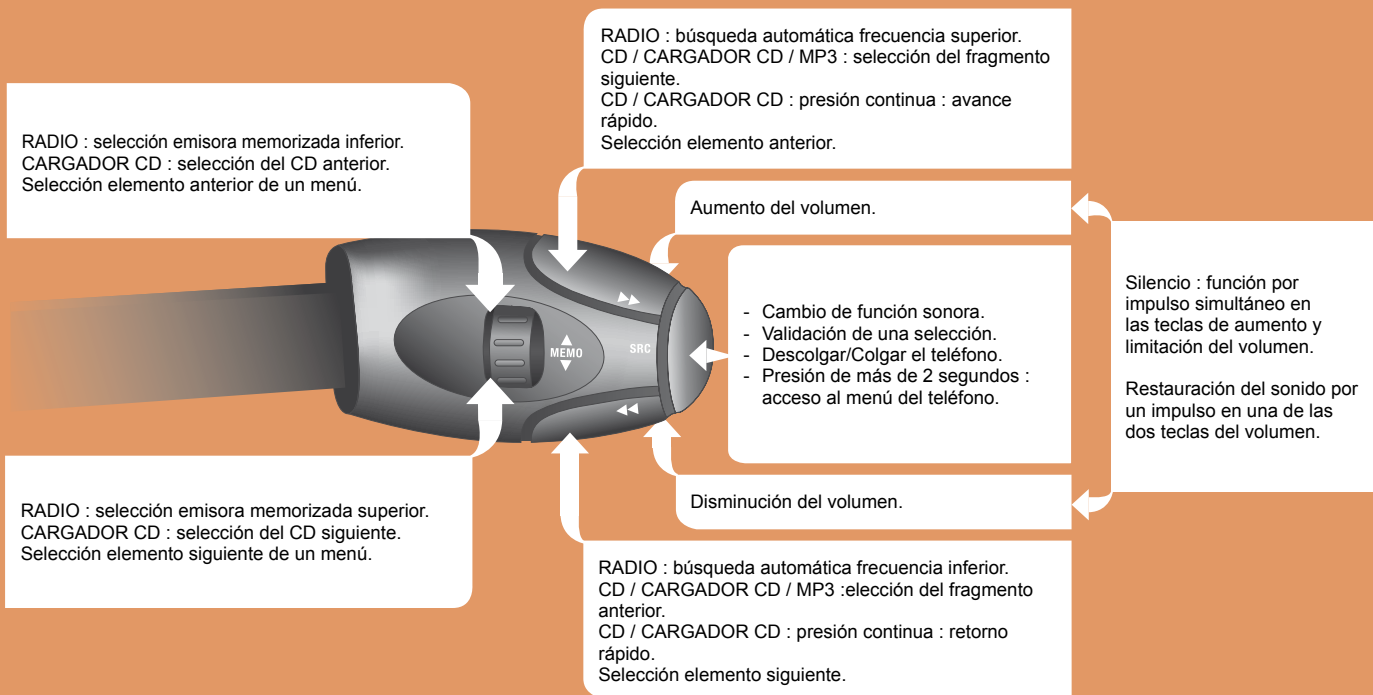 RADIO : búsqueda automática frecuencia superior.
CD / CARGADOR CD / MP3 : selección del fragmento
siguiente.
CD / CARGADOR CD : presión continua : avance
rápido.
Selección elemento anterior.
RADIO : selección emisora memorizada inferior.
CARGADOR CD : selección del CD anterior.
Selección elemento anterior de un menú.
Aumento del volumen.
- Cambio de función sonora.
- Validación de una selección.
- Descolgar/Colgar el teléfono.
- Presión de más de 2 segundos :
acceso al menú del teléfono.
Silencio : función por
impulso simultáneo en
las teclas de aumento y
limitación del volumen.
Restauración del sonido por
un impulso en una de las
dos teclas del volumen.
MEMO
SRC
Disminución del volumen.
RADIO : selección emisora memorizada superior.
CARGADOR CD : selección del CD siguiente.
Selección elemento siguiente de un menú.
RADIO : búsqueda automática frecuencia inferior.
CD / CARGADOR CD / MP3 :elección del fragmento
anterior.
CD / CARGADOR CD : presión continua : retorno
rápido.
Selección elemento siguiente.